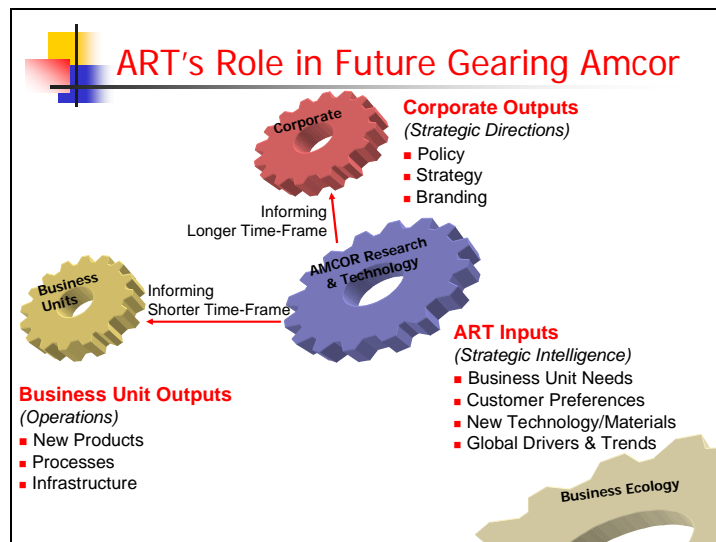 ART's Role in Future Gearing Amcor
Corporate
Corporate Outputs
(Strategic Directions)
■ Policy
■ Strategy
■ Branding
Informing
Longer Time-Frame
AMCOR Research
& Technology
Business
Units
Informing
Shorter Time-Frame
ART Inputs
(Strategic Intelligence)
■ Business Unit Needs
■ Customer Preferences
■ New Technology/Materials
■ Global Drivers & Trends
Business Unit Outputs
(Operations)
■ New Products
■ Processes
■ Infrastructure
Business Ecology